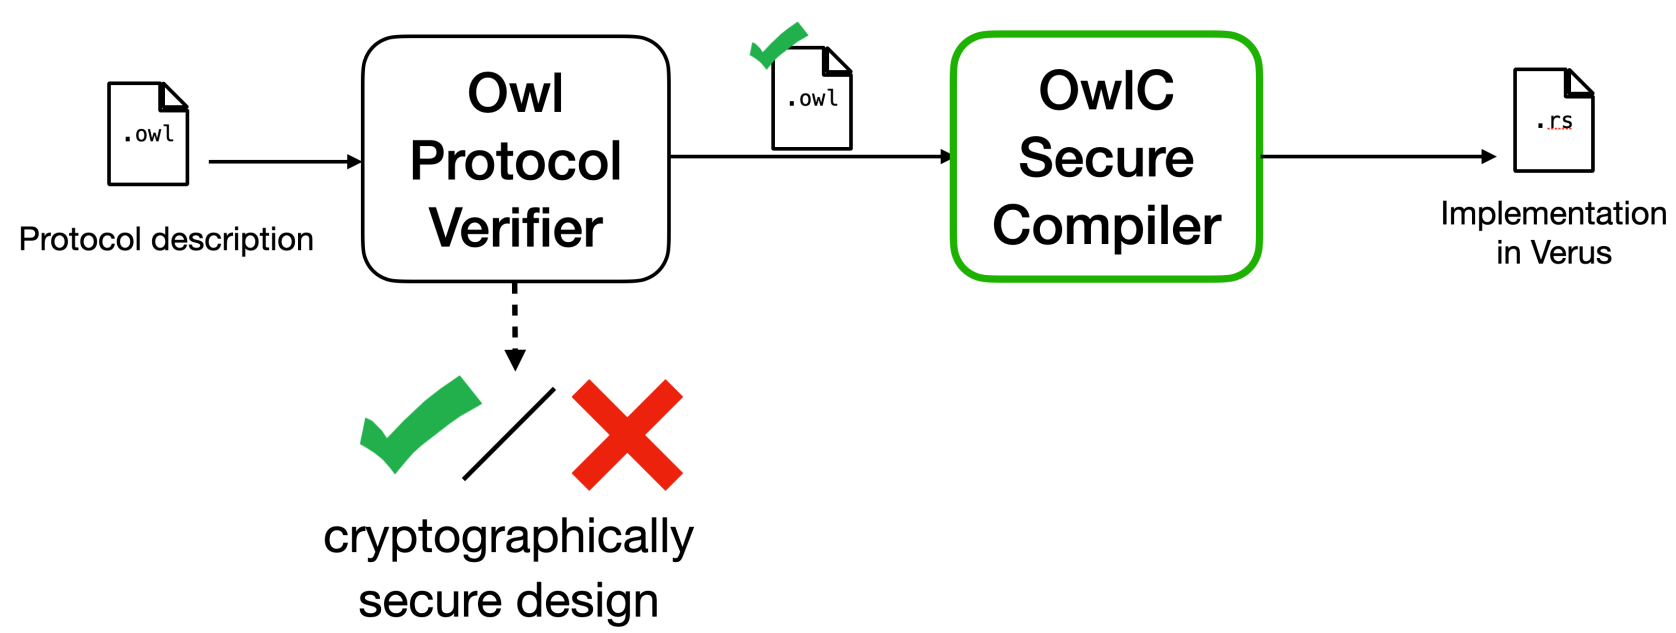 .owl
Protocol description
Owl
Protocol
Verifier
cryptographically
secure design
.owl
OwlC
Secure
Compiler
.rs
Implementation
in Verus